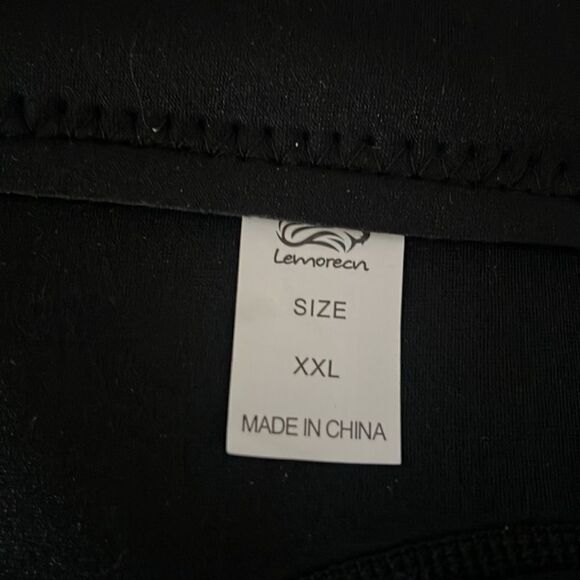 Lemorecn
SIZE
XXL
MADE IN CHINA